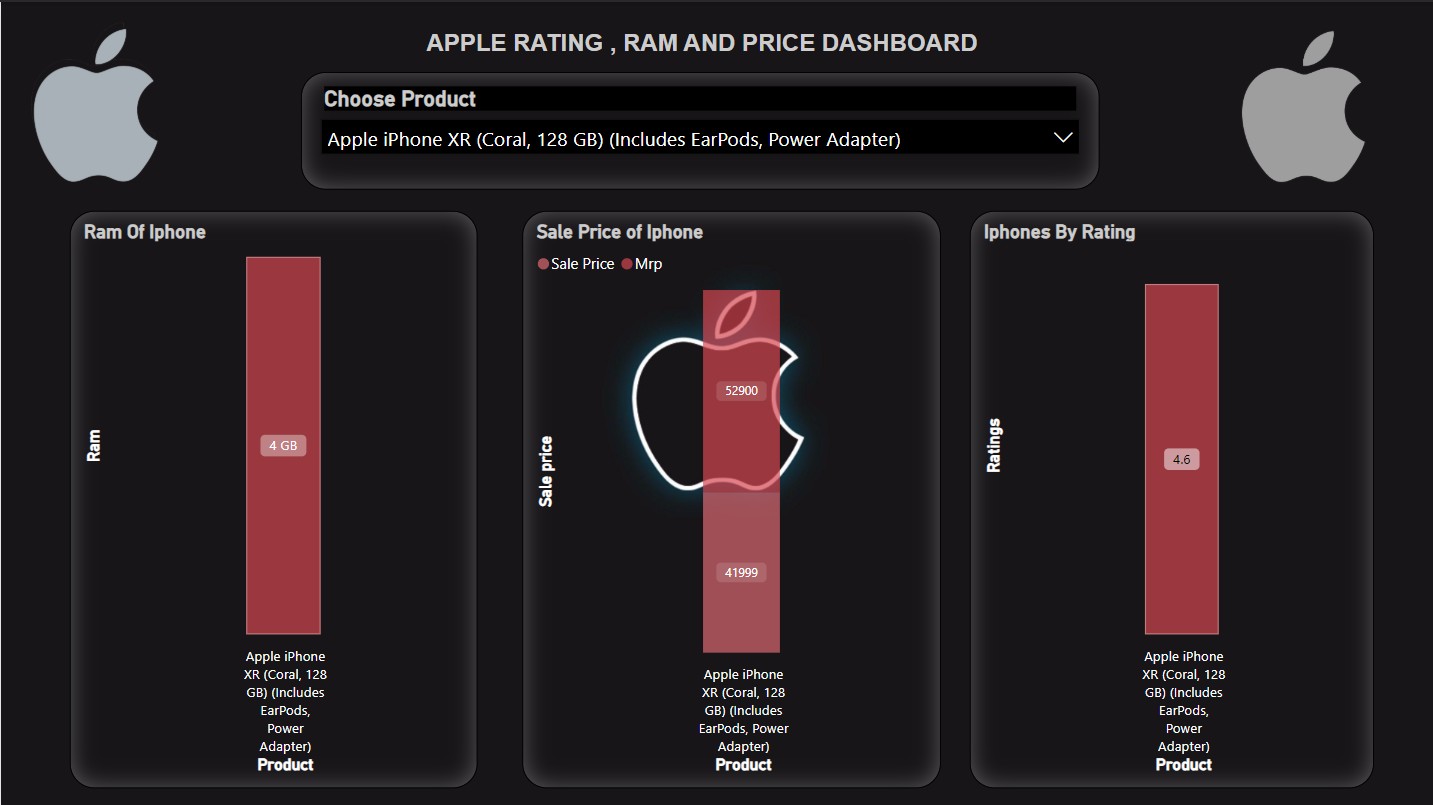 APPLE RATING , RAM AND PRICE DASHBOARD
Choose Product
Apple iPhone XR (Coral, 128 GB) (Includes EarPods, Power Adapter)
Ram Of Iphone
Ram
4 GB
Apple iPhone
XR (Coral, 128
GB) (Includes
EarPods,
Power
Adapter)
Product
Sale Price of Iphone
Sale Price Mrp
Sale price
52900
41999
Apple iPhone
XR (Coral, 128
GB) (Includes
EarPods, Power
Adapter)
Product
Iphones By Rating
Ratings
4.6
Apple iPhone
XR (Coral, 128
GB) (Includes
EarPods,
Power
Adapter)
Product